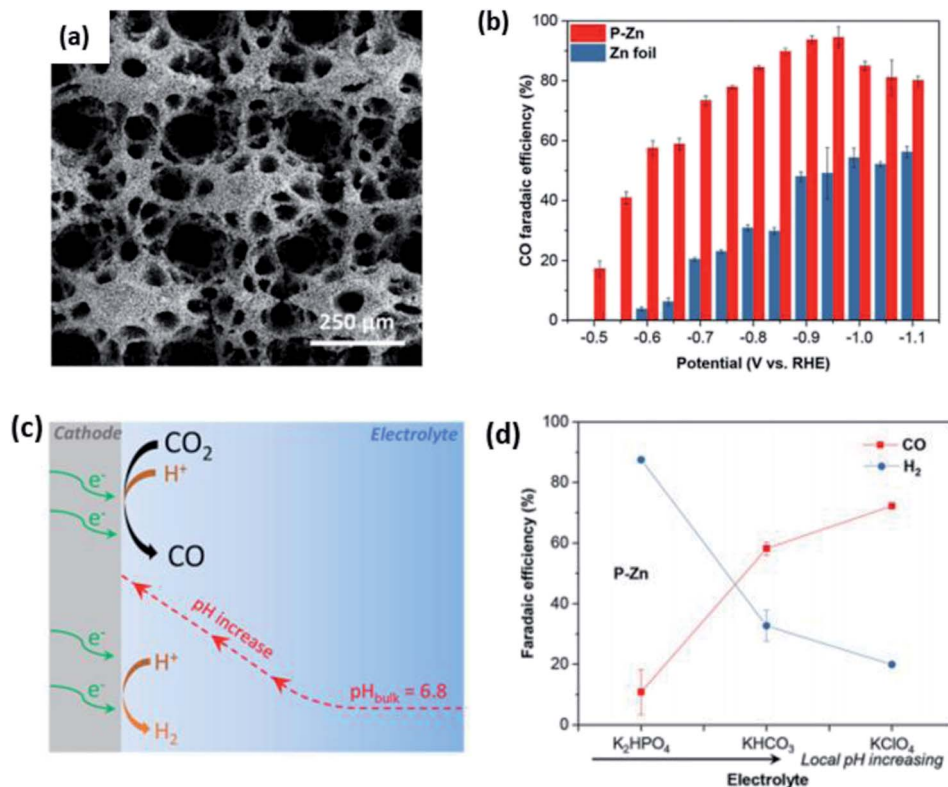 (a)
250 μm
(b)
P-Zn
Zn foil
CO faradaic efficiency (%)
100
80
60
40
20
0
-0.5 -0.6 -0.7 -0.8 -0.9 -1.0 -1.1
Potential (V vs. RHE)
(c)
Cathode
Electrolyte
CO₂
H⁺
e⁻
e⁻
CO
pH increase
e⁻
H⁺
e⁻
pHbulk = 6.8
H₂
(d)
CO
H₂
Faradaic efficiency (%)
100
80
60
40
20
0
P-Zn
K₂HPO₄ KHCO₃ KClO₄
Local pH increasing
Electrolyte